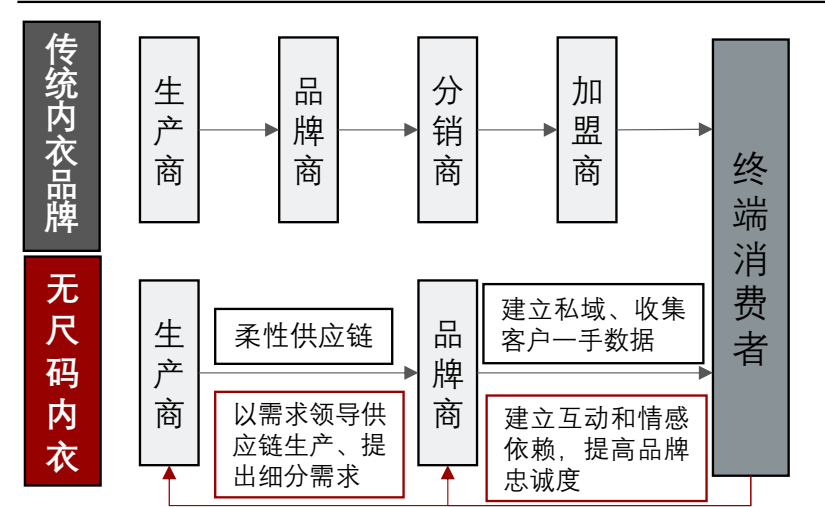 传统内衣品牌
生产商
品牌商
分销商
加盟商
终端消费者
无尺码内衣
生产商
柔性供应链
以需求领导供
应链生产、提
出细分需求
品牌商
建立私域、收集
客户一手数据
建立互动和情感
依赖，提高品牌
忠诚度